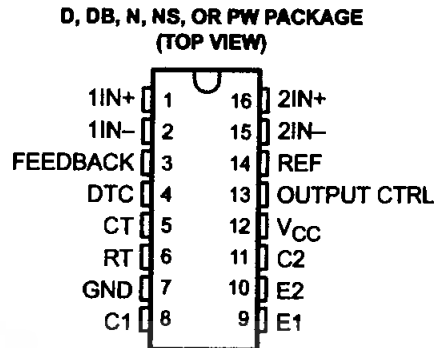 D, DB, N, NS, OR PW PACKAGE
(TOP VIEW)
1IN+ 1 16 2IN+
1IN– 2 15 2IN–
FEEDBACK 3 14 REF
DTC 4 13 OUTPUT CTRL
CT 5 12 VCC
RT 6 11 C2
GND 7 10 E2
C1 8 9 E1